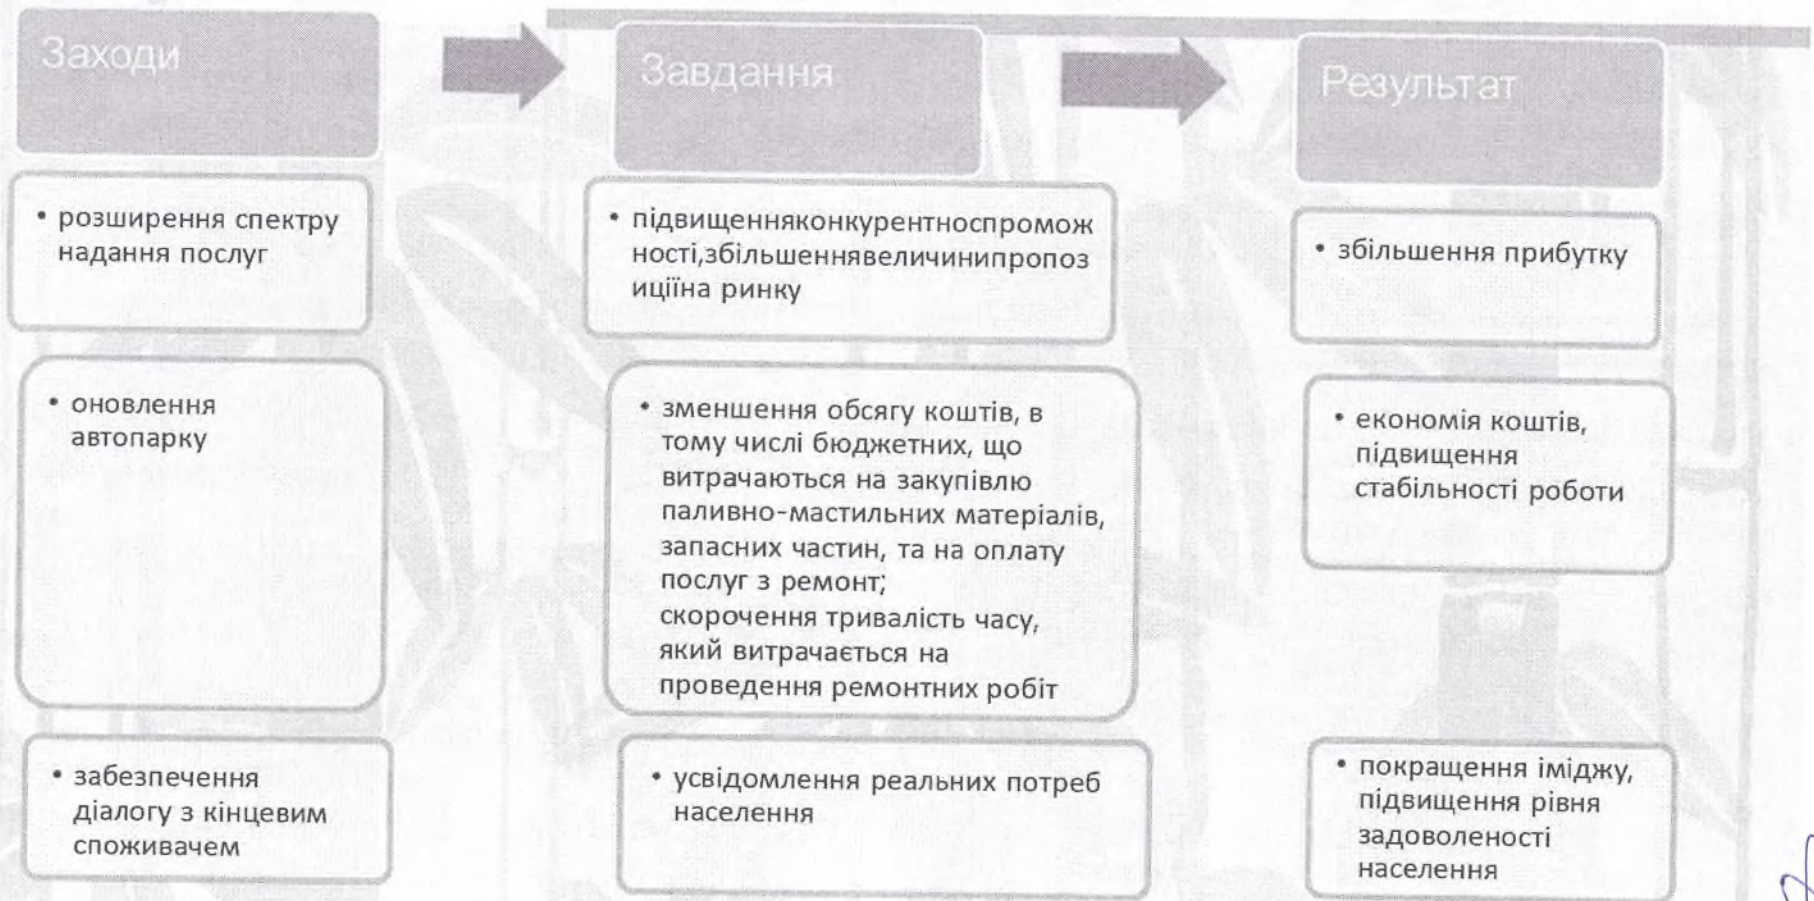 Заходи
Завдання
Результат
• розширення спектру
надання послуг
• підвищенняконкурентноспромож
ності,збільшеннявеличинипропоз
иціїна ринку
• збільшення прибутку
• оновлення
автопарку
• зменшення обсягу коштів, в
тому числі бюджетних, що
витрачаються на закупівлю
паливно-мастильних матеріалів,
запасних частин, та на оплату
послуг з ремонт;
скорочення тривалість часу,
який витрачається на
проведення ремонтних робіт
• економія коштів,
підвищення
стабільності роботи
• забезпечення
діалогу з кінцевим
споживачем
• усвідомлення реальних потреб
населення
• покращення іміджу,
підвищення рівня
задоволеності
населення